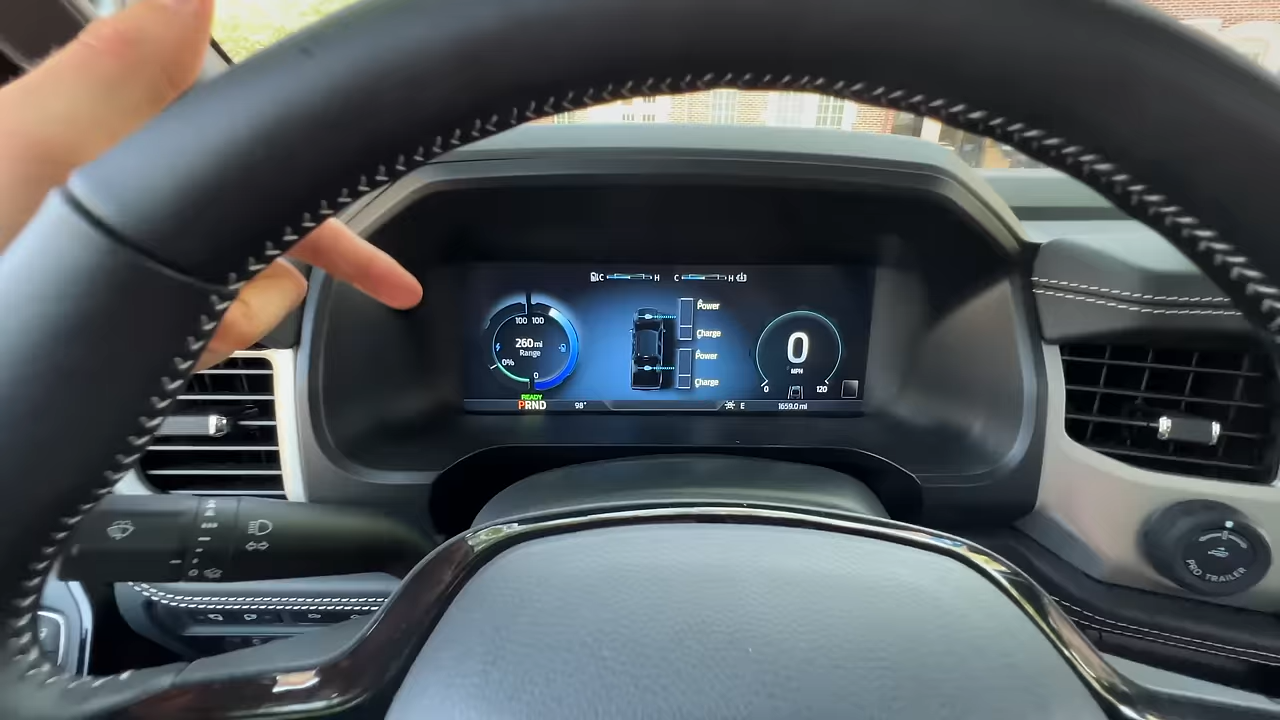 C H C H
100 100
260 mi
Range
0%
0
READY
PRND
98°
Power
Charge
Power
Charge
0
MPH
0 120
E
1659.0 mi
PRO TRAILER